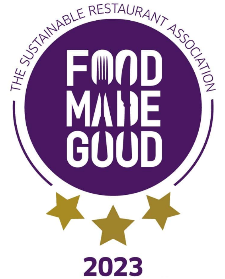 THE SUSTAINABLE RESTAURANT ASSOCIATION
FOOD
MADE
GOOD
2023